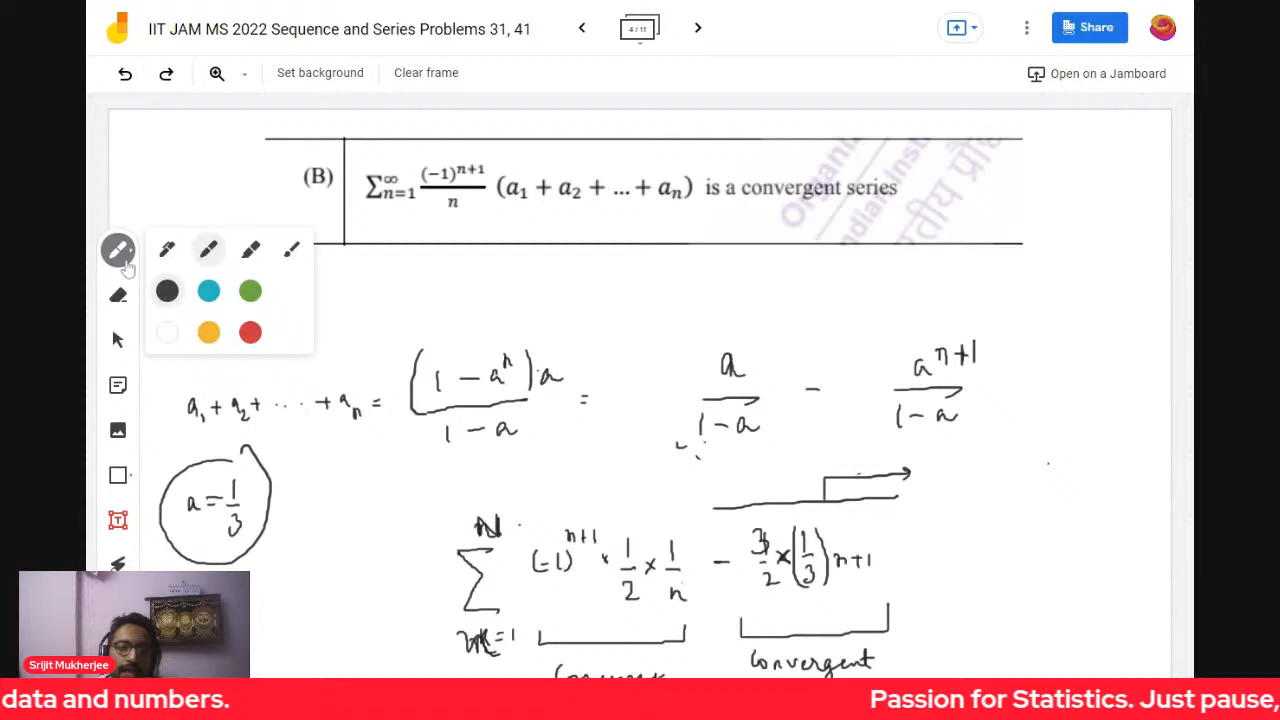 IIT JAM MS 2022 Sequence and Series Problems 31, 41
4 / 11
Share
Set background
Clear frame
Open on a Jamboard
(B) ∑_{n=1}^{∞} (-1)^{n+1}/n (a₁ + a₂ + ... + aₙ) is a convergent series
a₁ + a₂ + ⋯ + aₙ = (1 - aⁿ)·a / (1 - a) = a/(1-a) - a^{n+1}/(1-a)
a = 1/3
∑ (-1)^{n+1} × 1/2 × 1/n - 3/2 × (1/3)^{n+1}
Convergent
Srijit Mukherjee
data and numbers.
Passion for Statistics. Just pause,